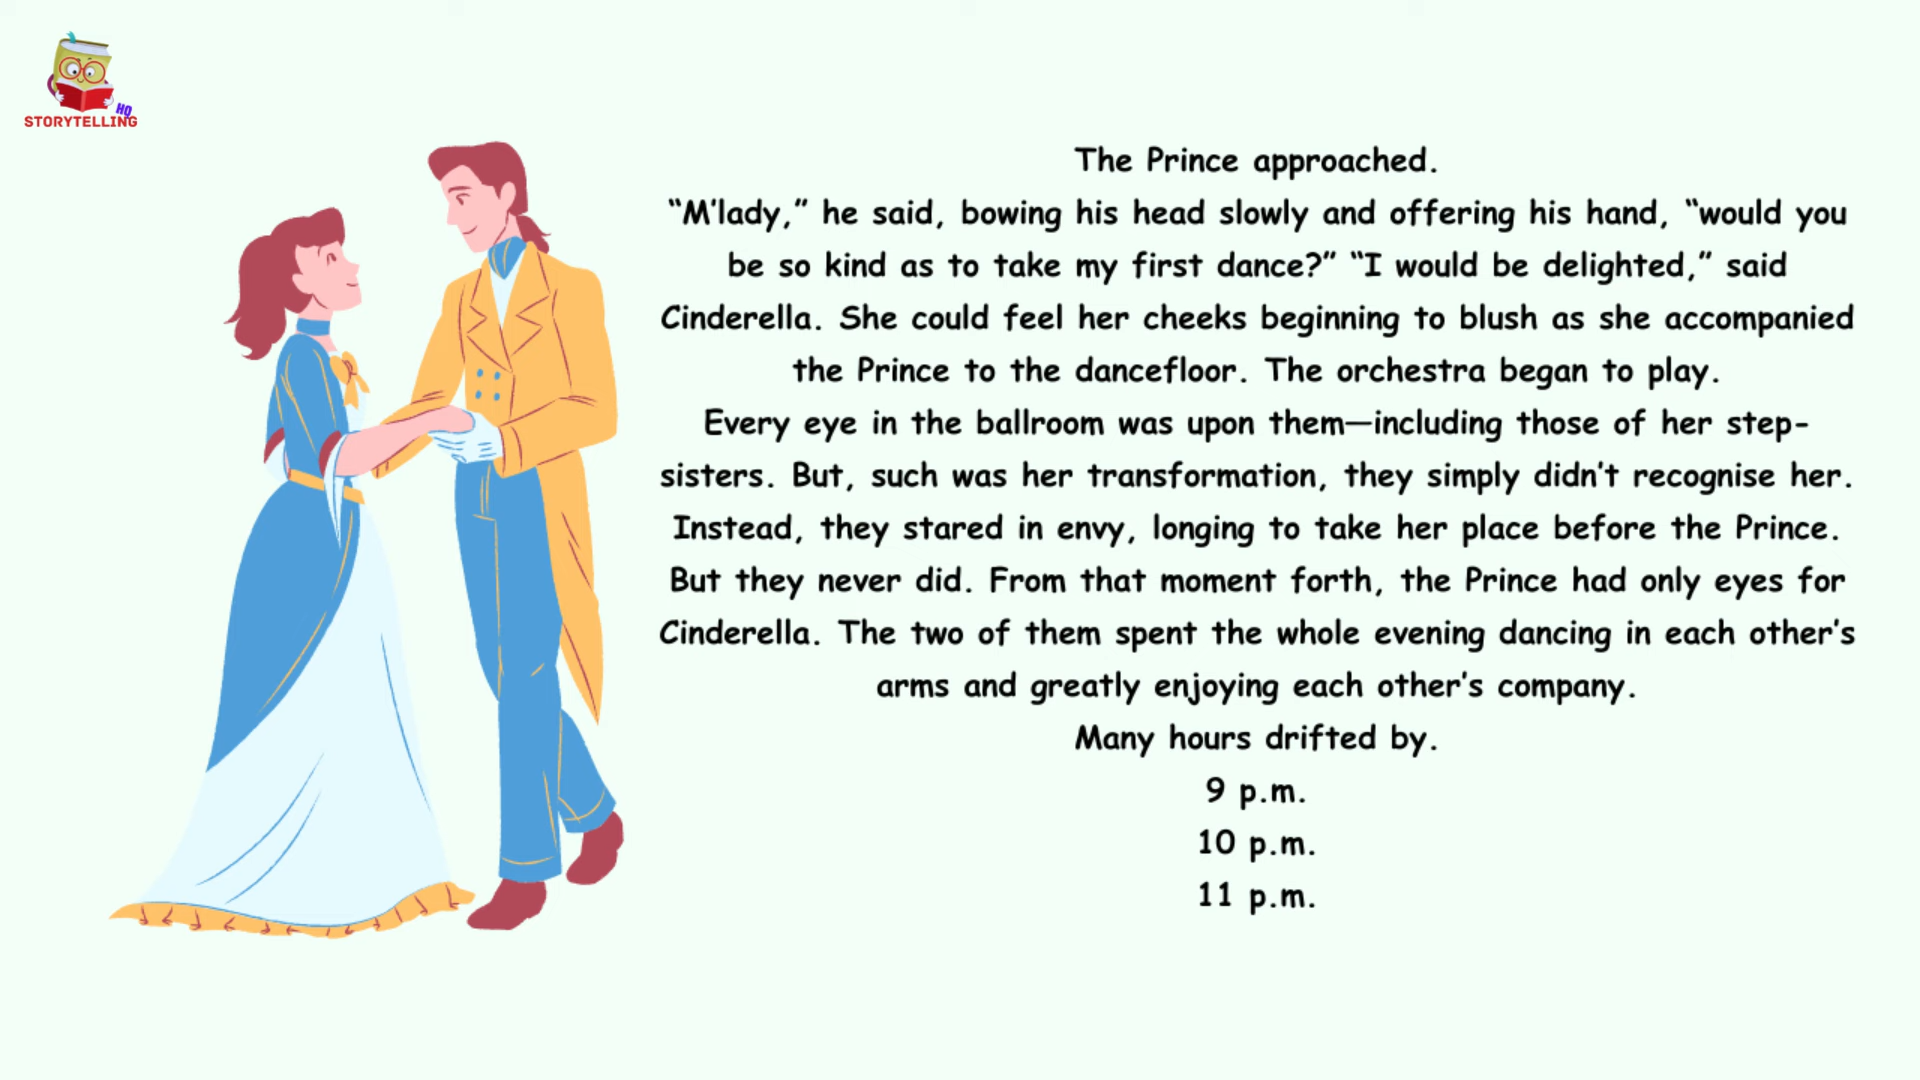 HQ
STORYTELLING
The Prince approached.
“M’lady,” he said, bowing his head slowly and offering his hand, “would you
be so kind as to take my first dance?” “I would be delighted,” said
Cinderella. She could feel her cheeks beginning to blush as she accompanied
the Prince to the dancefloor. The orchestra began to play.
Every eye in the ballroom was upon them—including those of her step-
sisters. But, such was her transformation, they simply didn’t recognise her.
Instead, they stared in envy, longing to take her place before the Prince.
But they never did. From that moment forth, the Prince had only eyes for
Cinderella. The two of them spent the whole evening dancing in each other’s
arms and greatly enjoying each other’s company.
Many hours drifted by.
9 p.m.
10 p.m.
11 p.m.